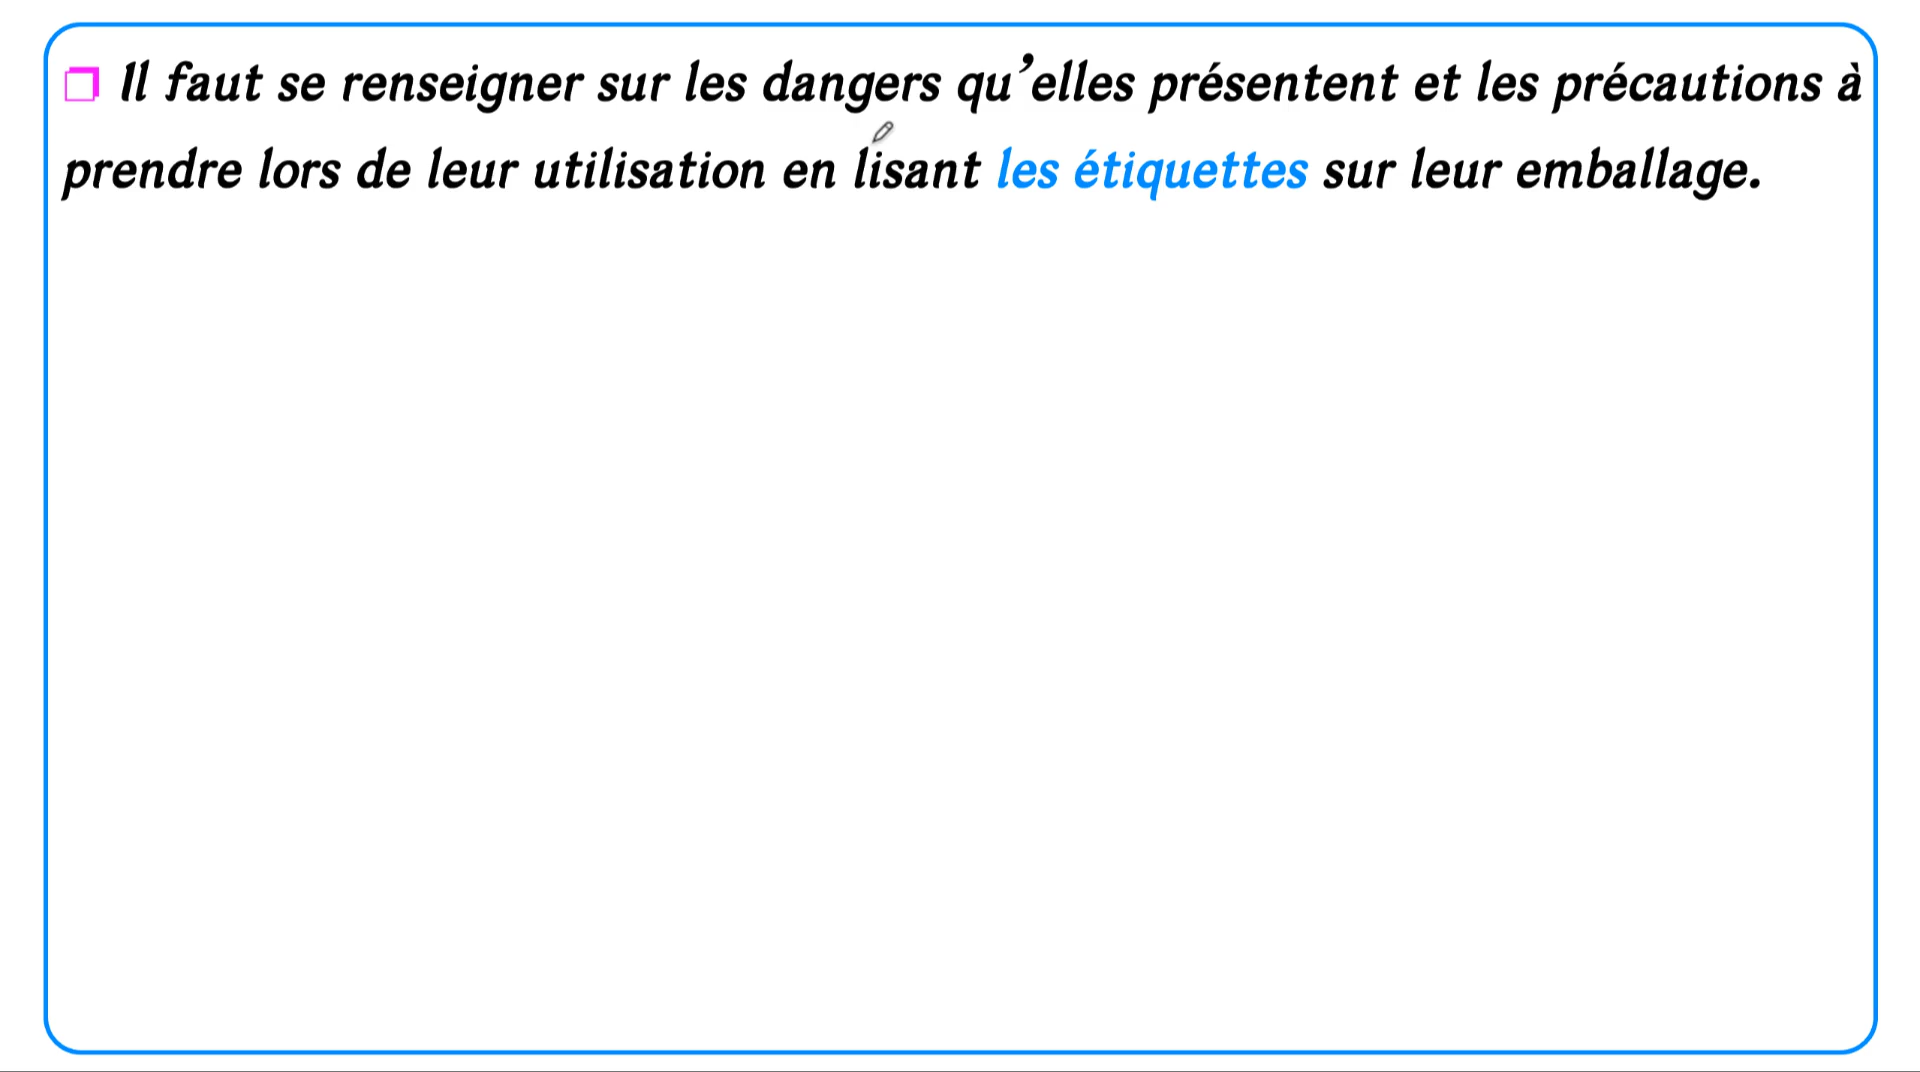 ❐ Il faut se renseigner sur les dangers qu’elles présentent et les précautions à
prendre lors de leur utilisation en lisant les étiquettes sur leur emballage.